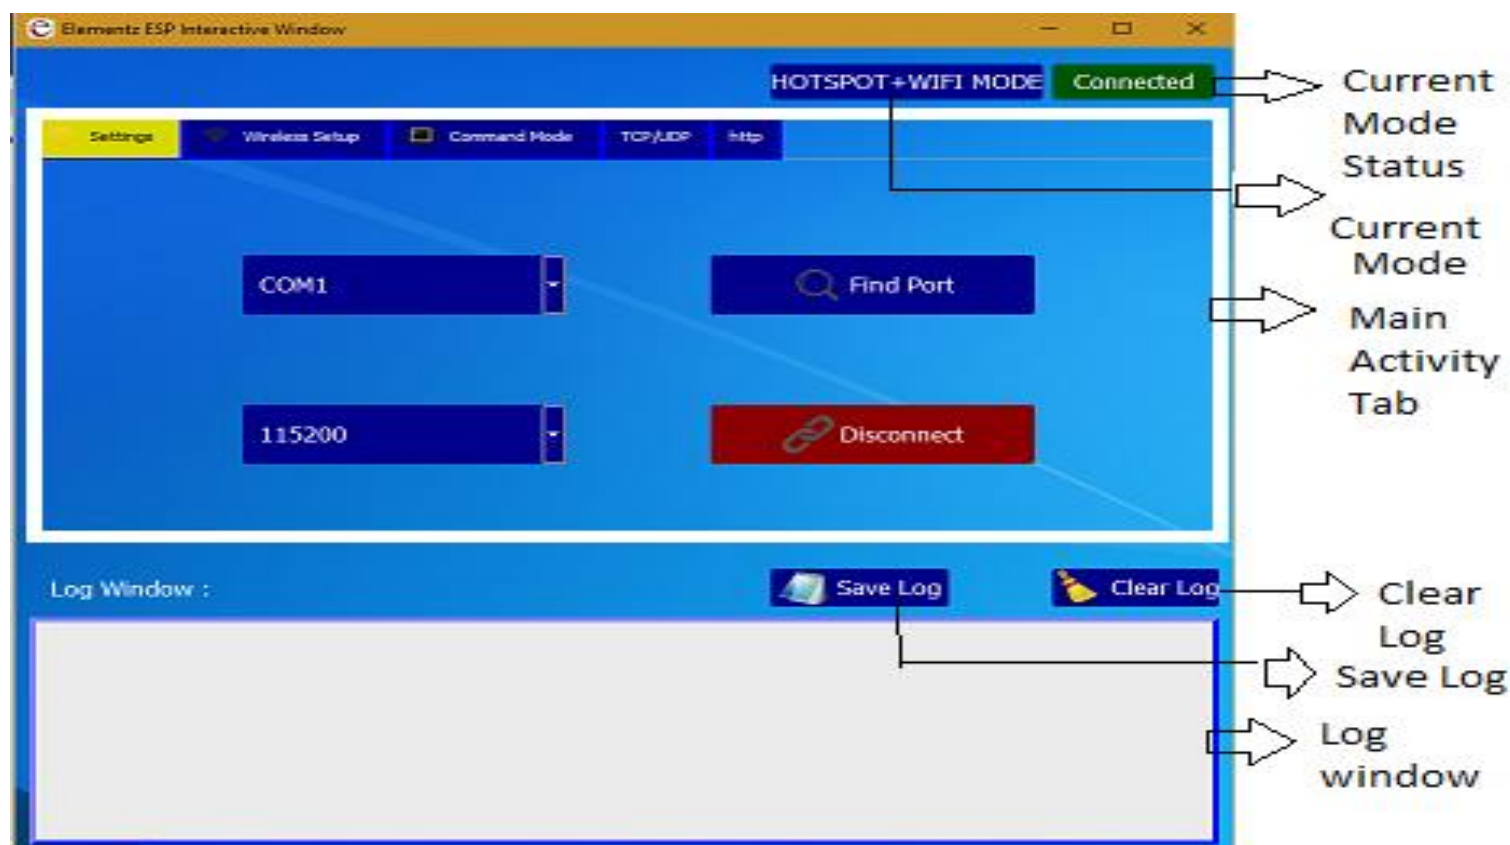 Elementz ESP Interactive Window
HOTSPOT+WIFI MODE Connected
Settings Wireless Setup Command Mode TCP/UDP http
COM1 Find Port
115200 Disconnect
Log Window : Save Log Clear Log
Current
Mode
Status
Current
Mode
Main
Activity
Tab
Clear
Log
Save Log
Log
window